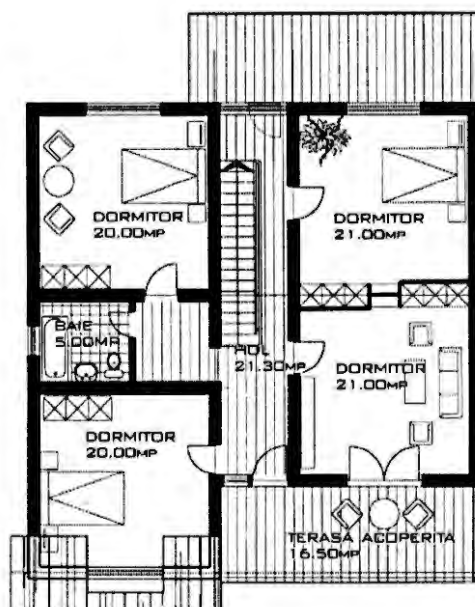 DORMITOR
20.00MP
DORMITOR
21.00MP
BAIE
5.00MP
HOL
21.30MP
DORMITOR
21.00MP
DORMITOR
20.00MP
TERASA ACOPERITA
16.50MP